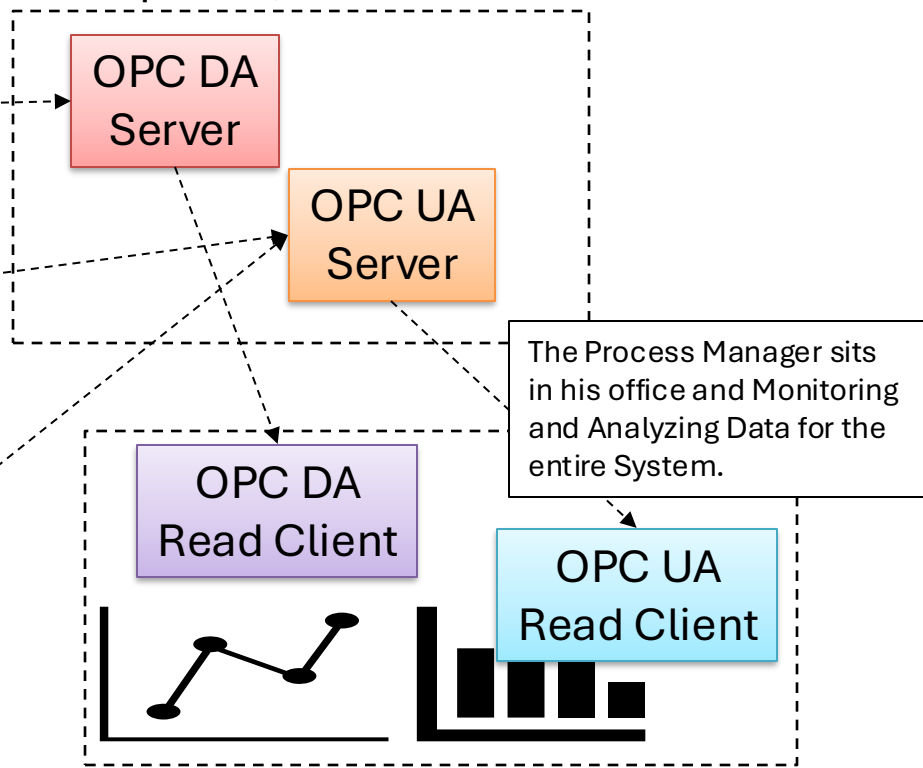 OPC DA
Server
OPC UA
Server
The Process Manager sits
in his office and Monitoring
and Analyzing Data for the
entire System.
OPC DA
Read Client
OPC UA
Read Client